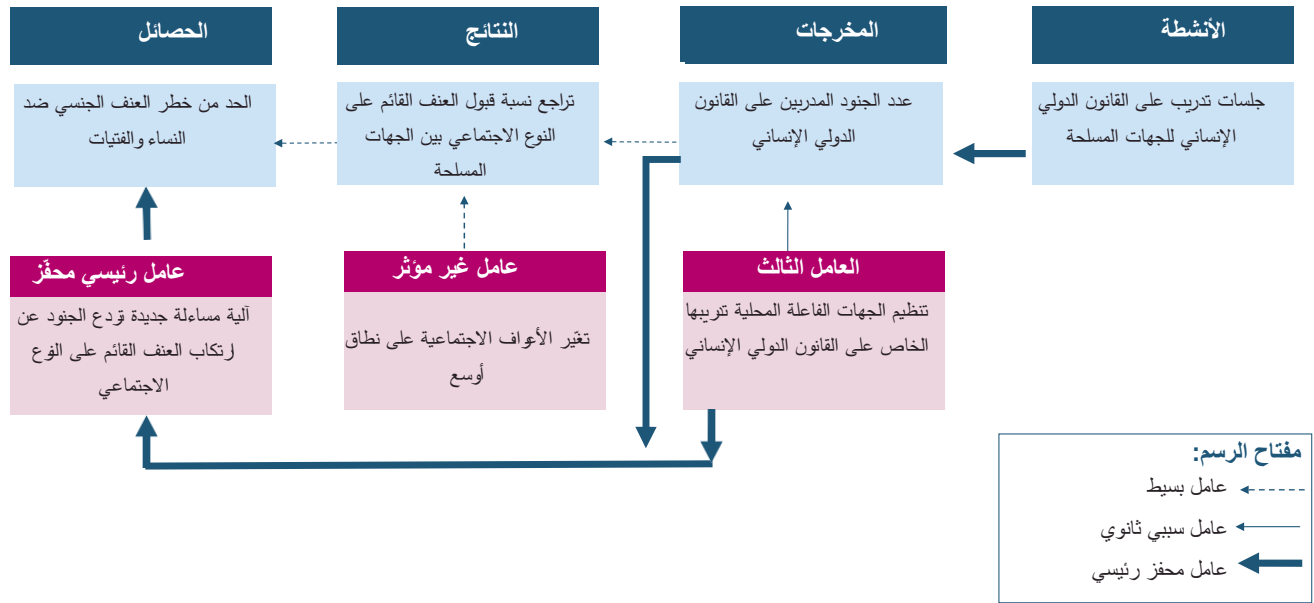 الأنشطة
المخرجات
النتائج
الحصائل
جلسات تدريب على القانون الدولي
الإنساني للجهات المسلحة
عدد الجنود المدربين على القانون
الدولي الإنساني
تراجع نسبة قبول العنف القائم على
النوع الاجتماعي بين الجهات
المسلحة
الحد من خطر العنف الجنسي ضد
النساء والفتيات
العامل الثالث
تنظيم الجهات الفاعلة المحلية تدريبها
الخاص على القانون الدولي الإنساني
عامل غير مؤثر
تغيّر الأعراف الاجتماعية على نطاق
أوسع
عامل رئيسي محفّز
آلية مساءلة جديدة تردع الجنود عن
ارتكاب العنف القائم على النوع
الاجتماعي
مفتاح الرسم:
عامل بسيط
عامل سببي ثانوي
عامل محفز رئيسي